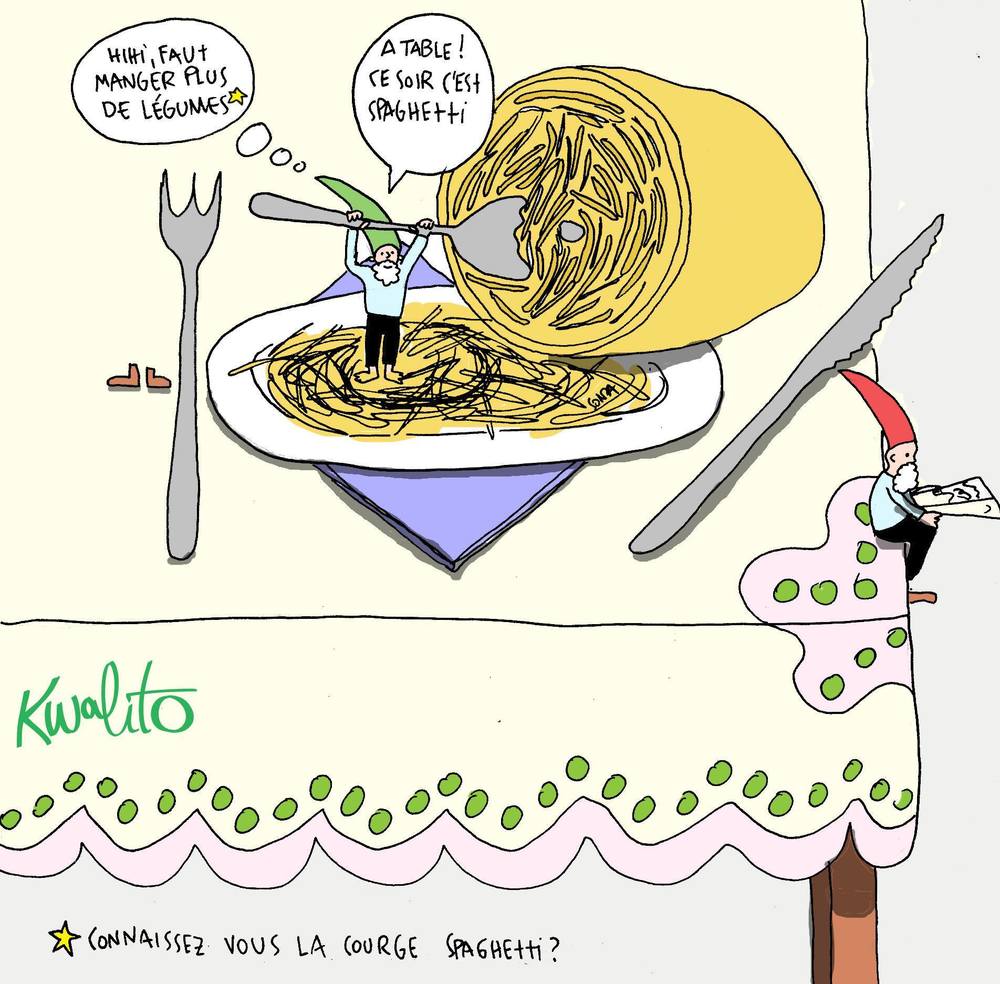 HIHI, FAUT
MANGER PLUS
DE LÉGUMES
A TABLE !
CE SOIR C'EST
SPAGHETTI
Kwalito
CONNAISSEZ VOUS LA COURGE SPAGHETTI ?